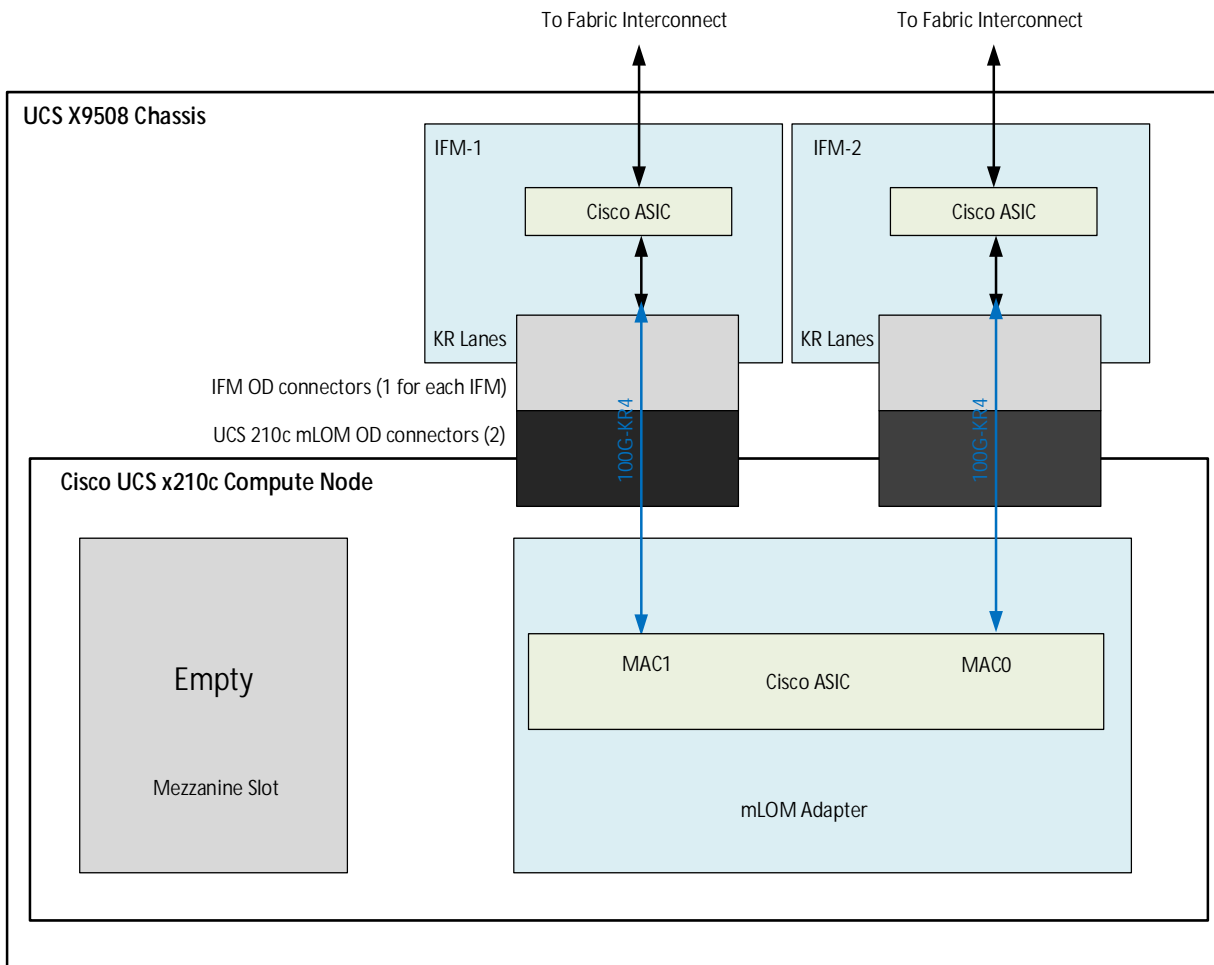 To Fabric Interconnect
To Fabric Interconnect
UCS X9508 Chassis
IFM-1
IFM-2
Cisco ASIC
Cisco ASIC
KR Lanes
KR Lanes
IFM OD connectors (1 for each IFM)
UCS 210c mLOM OD connectors (2)
100G-KR4
100G-KR4
Cisco UCS x210c Compute Node
Empty
Mezzanine Slot
MAC1
MAC0
Cisco ASIC
mLOM Adapter